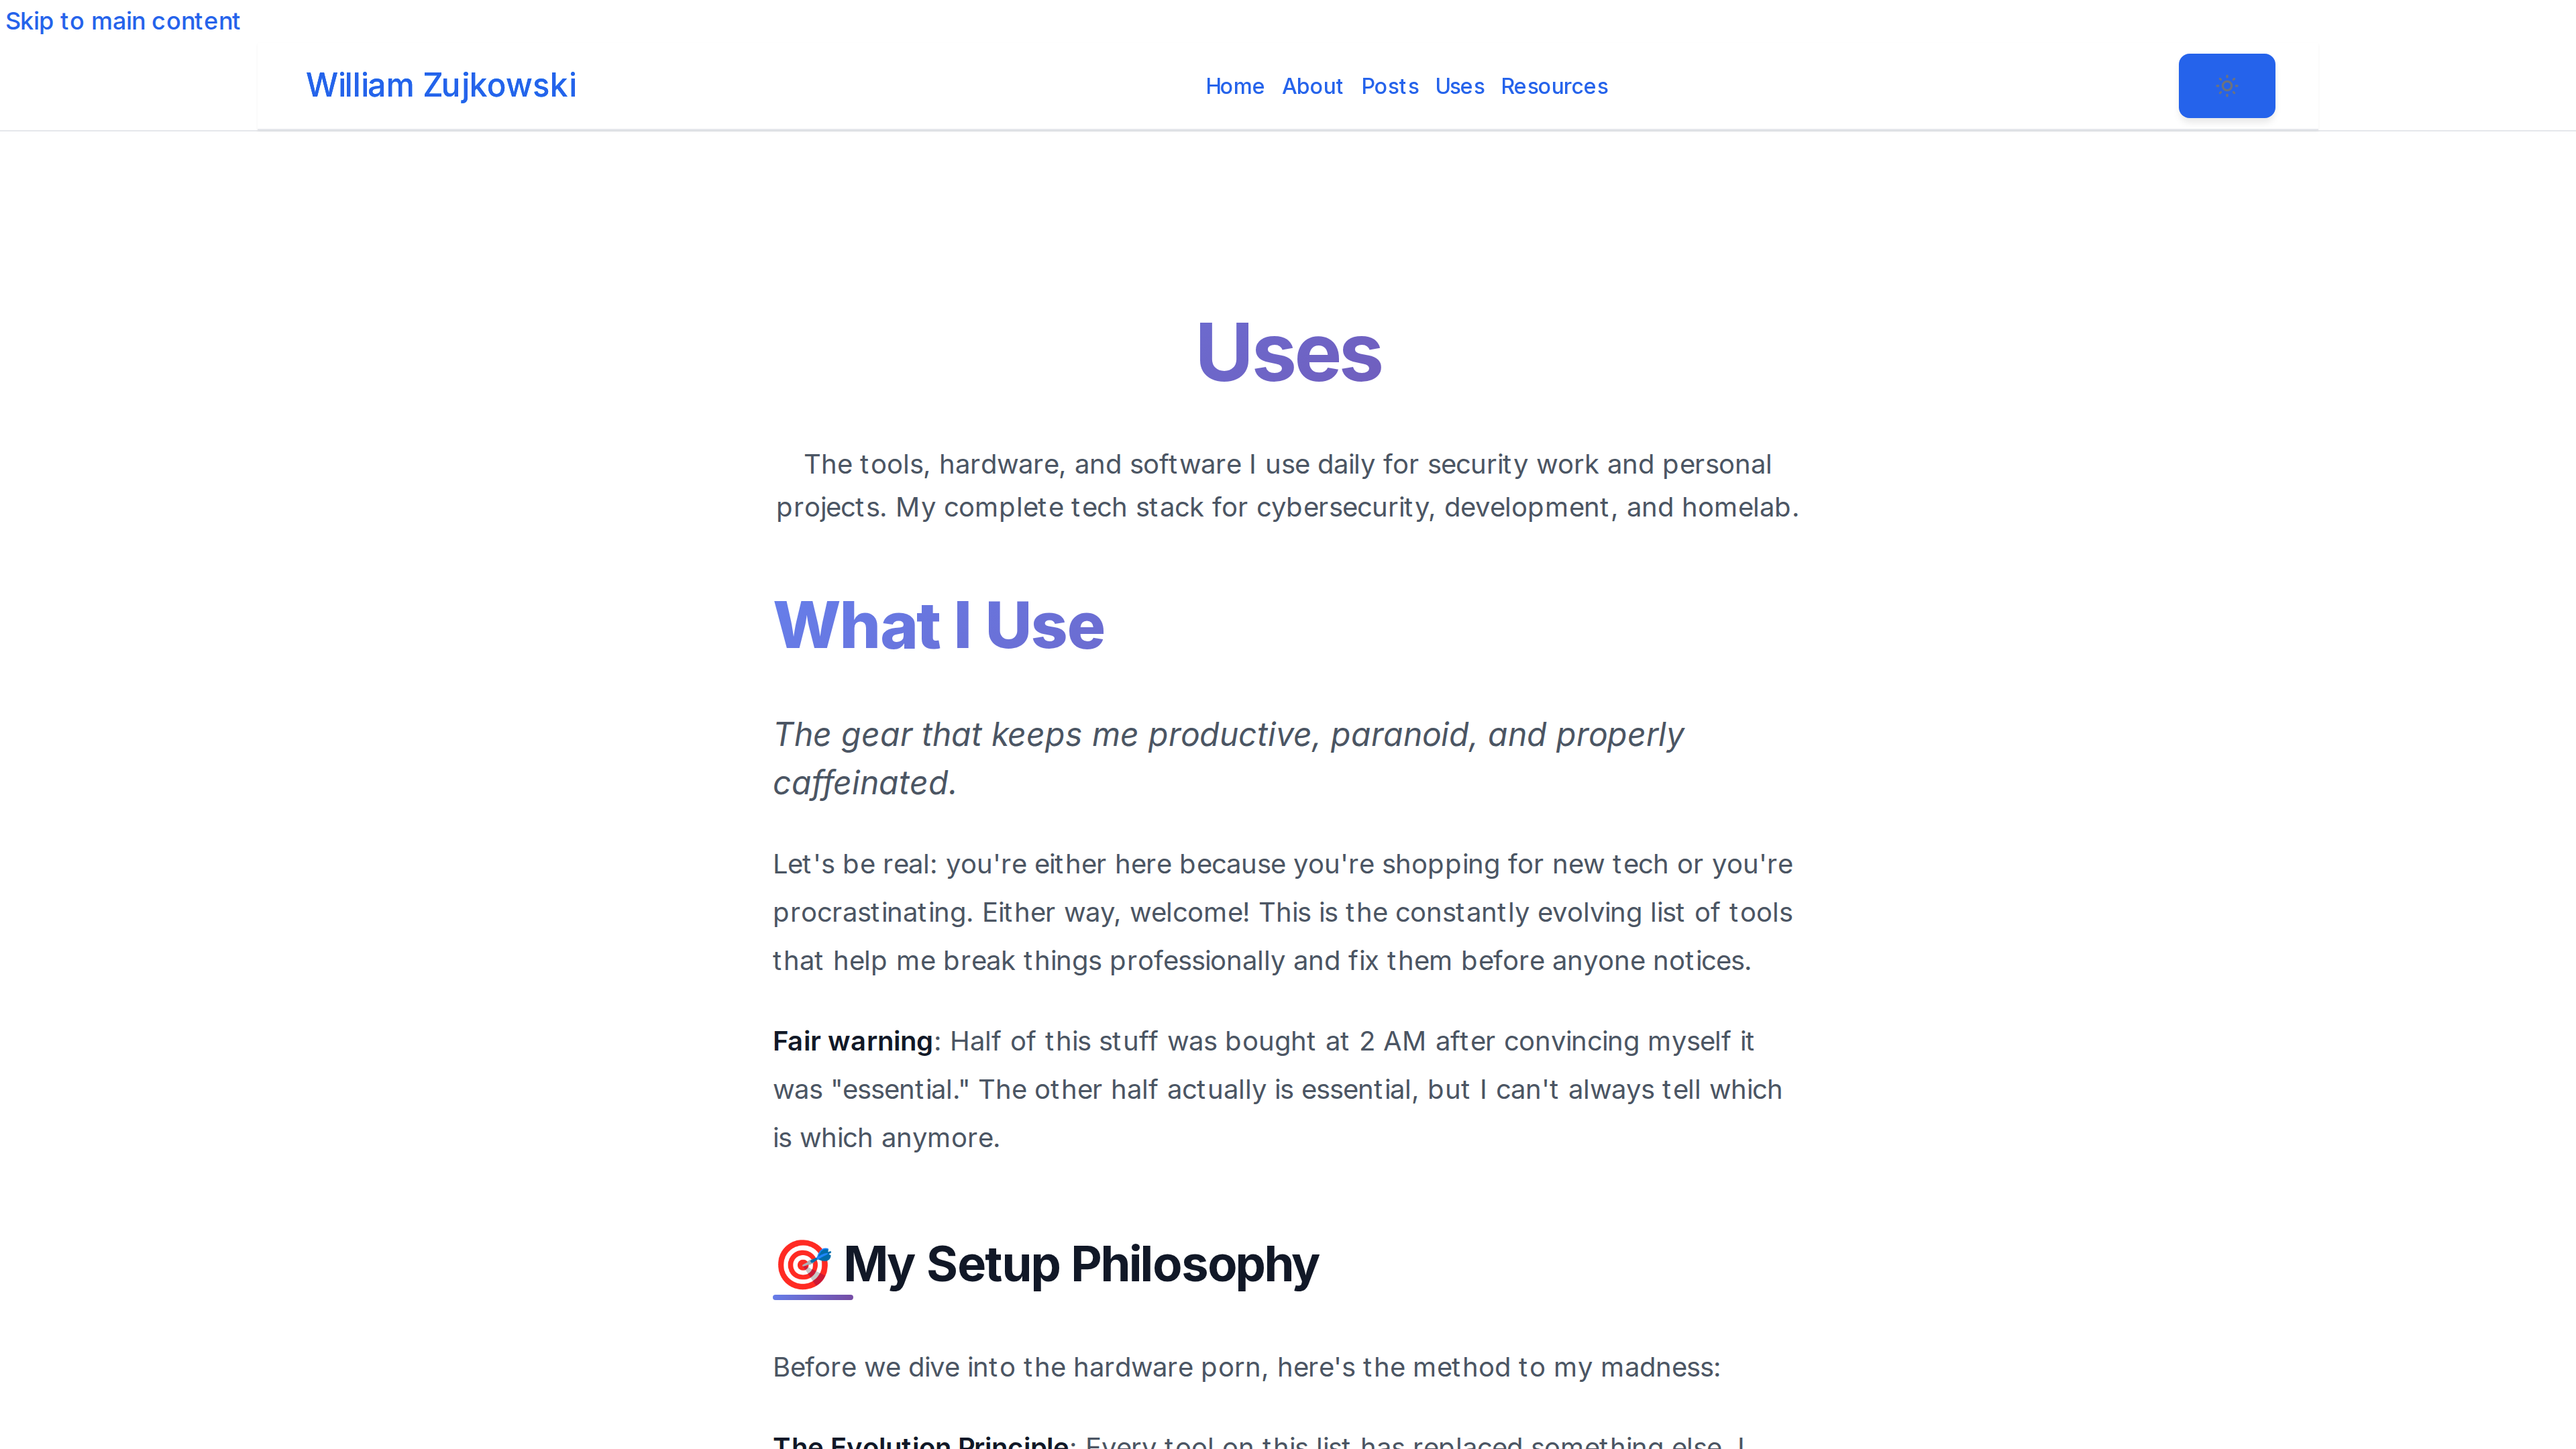 Skip to main content
William Zujkowski
Home About Posts Uses Resources
Uses
The tools, hardware, and software I use daily for security work and personal
projects. My complete tech stack for cybersecurity, development, and homelab.
What I Use
The gear that keeps me productive, paranoid, and properly
caffeinated.
Let's be real: you're either here because you're shopping for new tech or you're
procrastinating. Either way, welcome! This is the constantly evolving list of tools
that help me break things professionally and fix them before anyone notices.
Fair warning: Half of this stuff was bought at 2 AM after convincing myself it
was "essential." The other half actually is essential, but I can't always tell which
is which anymore.
🎯 My Setup Philosophy
Before we dive into the hardware porn, here's the method to my madness:
The Evolution Principle: Every tool on this list has replaced something else. I